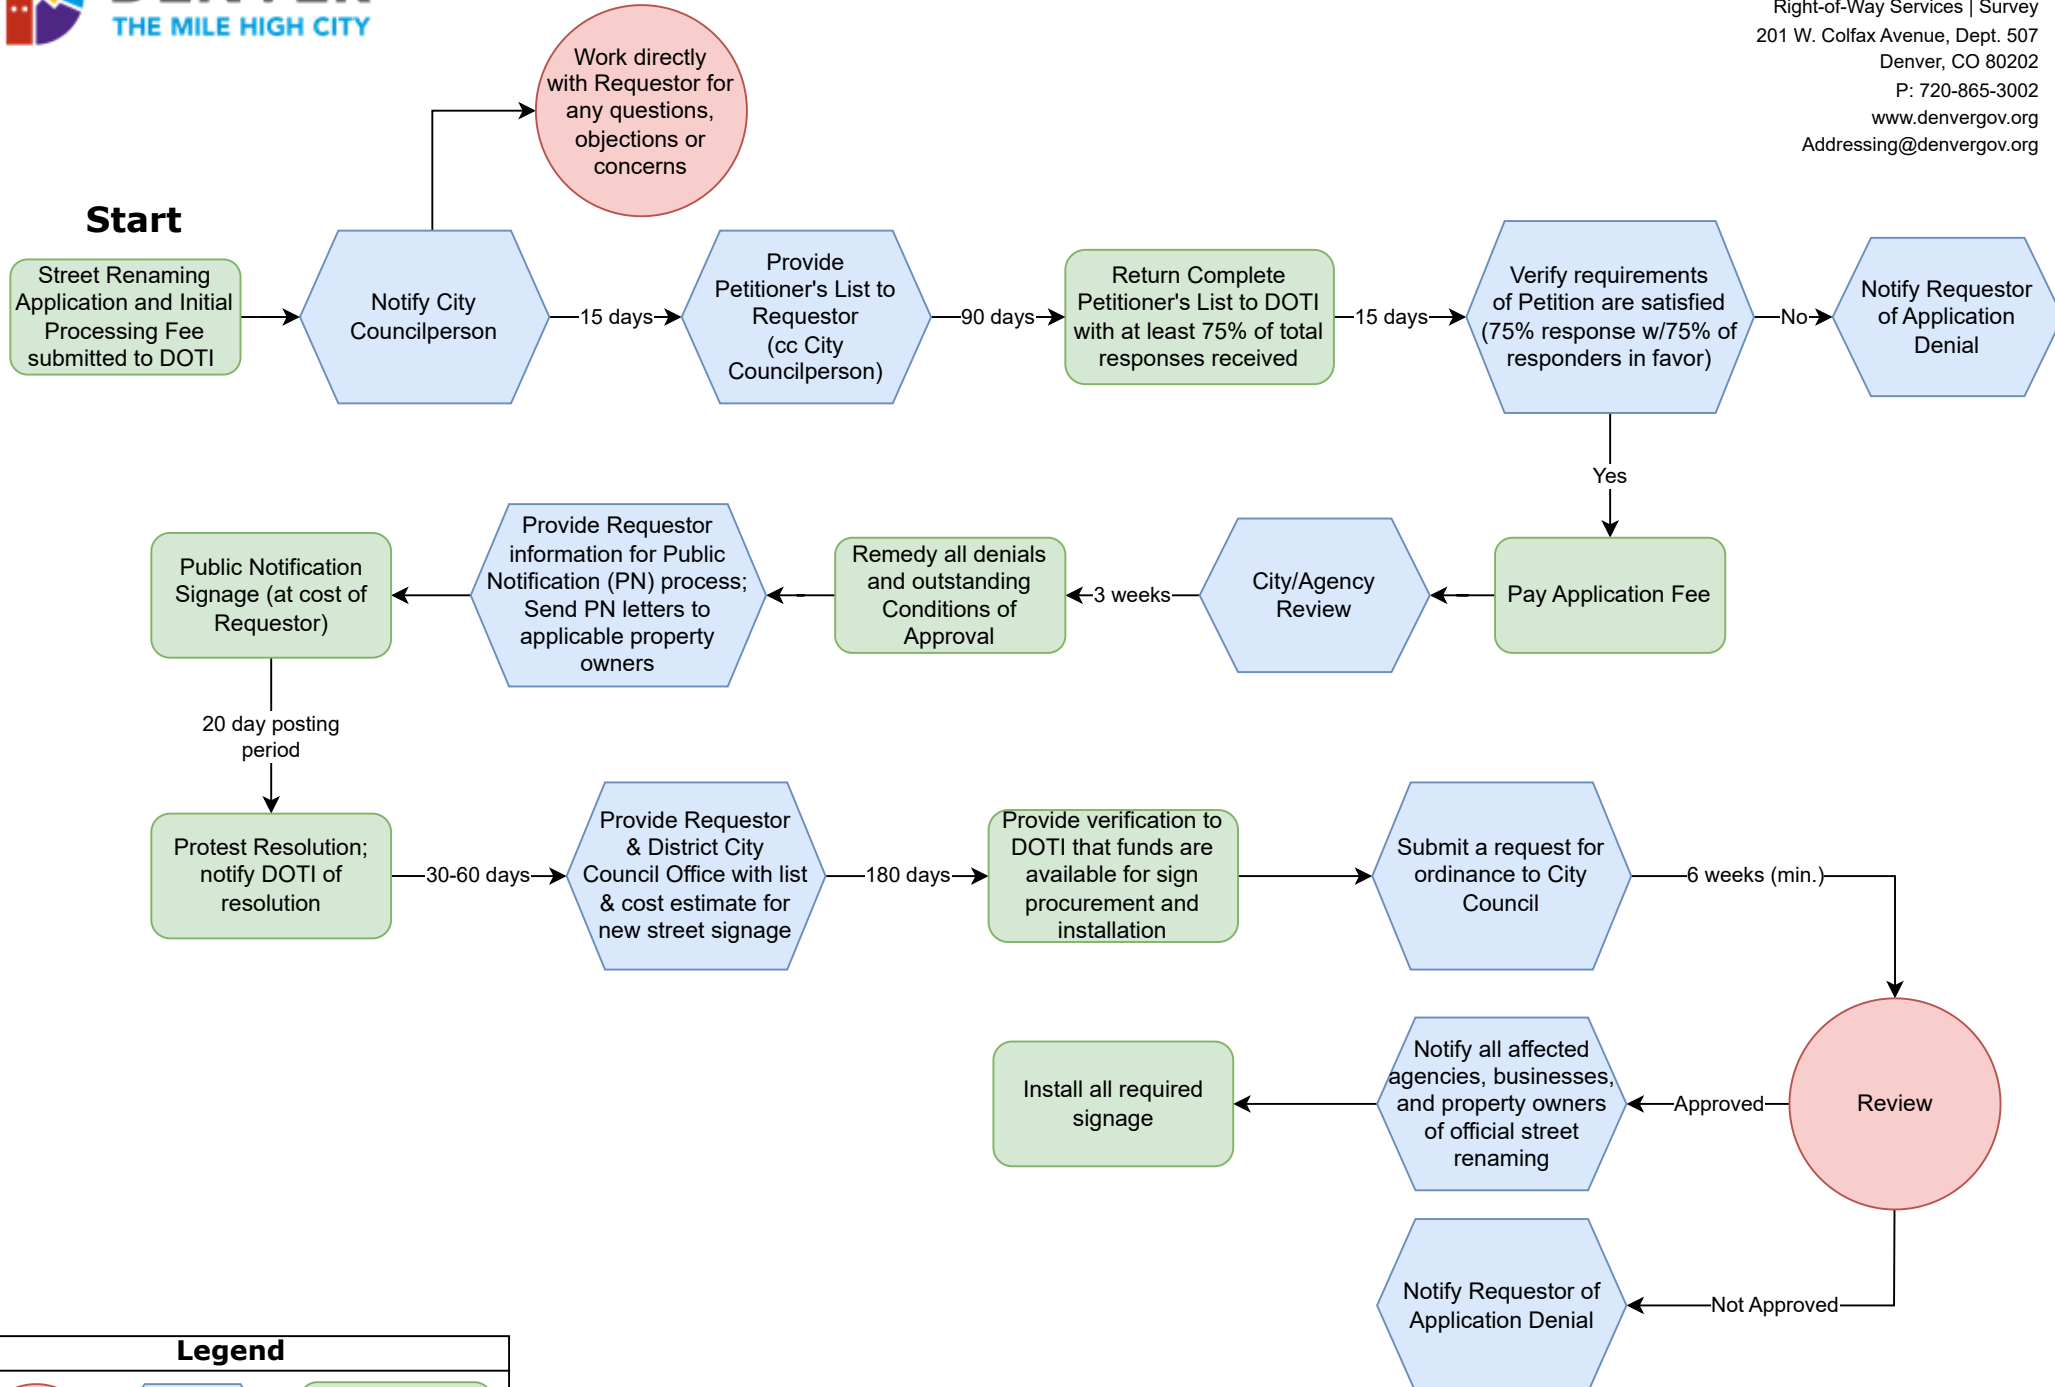 THE MILE HIGH CITY
Right-of-Way Services | Survey
201 W. Colfax Avenue, Dept. 507
Denver, CO 80202
P: 720-865-3002
www.denvergov.org
Addressing@denvergov.org
Work directly
with Requestor for
any questions,
objections or
concerns
Start
Street Renaming
Application and Initial
Processing Fee
submitted to DOTI
Notify City
Councilperson
15 days
Provide
Petitioner's List to
Requestor
(cc City
Councilperson)
90 days
Return Complete
Petitioner's List to DOTI
with at least 75% of total
responses received
15 days
Verify requirements
of Petition are satisfied
(75% response w/75% of
responders in favor)
No
Notify Requestor
of Application
Denial
Yes
Pay Application Fee
City/Agency
Review
3 weeks
Remedy all denials
and outstanding
Conditions of
Approval
Provide Requestor
information for Public
Notification (PN) process;
Send PN letters to
applicable property
owners
Public Notification
Signage (at cost of
Requestor)
20 day posting
period
Protest Resolution;
notify DOTI of
resolution
30-60 days
Provide Requestor
& District City
Council Office with list
& cost estimate for
new street signage
180 days
Provide verification to
DOTI that funds are
available for sign
procurement and
installation
Submit a request for
ordinance to City
Council
6 weeks (min.)
Review
Approved
Notify all affected
agencies, businesses,
and property owners
of official street
renaming
Install all required
signage
Not Approved
Notify Requestor of
Application Denial
Legend